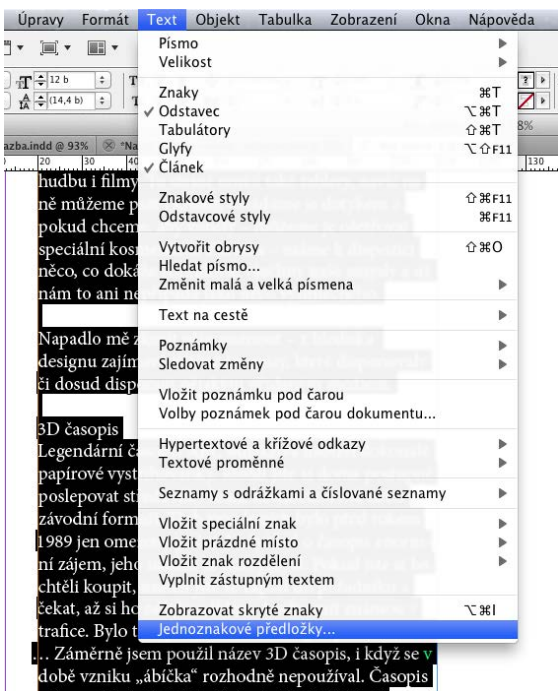 Úpravy Formát Text Objekt Tabulka Zobrazení Okna Nápověda
12 b
(14,4 b)
azba.indd @ 93% *Na 8%
20 30 40 130
Písmo
Velikost
Znaky ⌘T
✓ Odstavec ⌥⌘T
Tabulátory ⇧⌘T
Glyfy ⌥⇧F11
✓ Článek
Znakové styly ⇧⌘F11
Odstavcové styly ⌘F11
Vytvořit obrysy ⇧⌘O
Hledat písmo...
Změnit malá a velká písmena
Text na cestě
Poznámky
Sledovat změny
Vložit poznámku pod čarou
Volby poznámek pod čarou dokumentu...
Hypertextové a křížové odkazy
Textové proměnné
Seznamy s odrážkami a číslované seznamy
Vložit speciální znak
Vložit prázdné místo
Vložit znak rozdělení
Vyplnit zástupným textem
Zobrazovat skryté znaky ⌥⌘I
Jednoznakové předložky...
hudbu i filmy
ně můžeme p
pokud chcem
speciální kos
něco, co doká
nám to ani ne
Napadlo mě z
designu zajím
či dosud disp
3D časopis
Legendární ča
papírové vyst
poslepovat st
závodní form
1989 jen ome
ní zájem, jeho
chtěli koupit,
čekat, až si ho
trafice. Bylo t
... Záměrně jsem použil název 3D časopis, i když se v
době vzniku „ábíčka“ rozhodně nepoužíval. Časopis